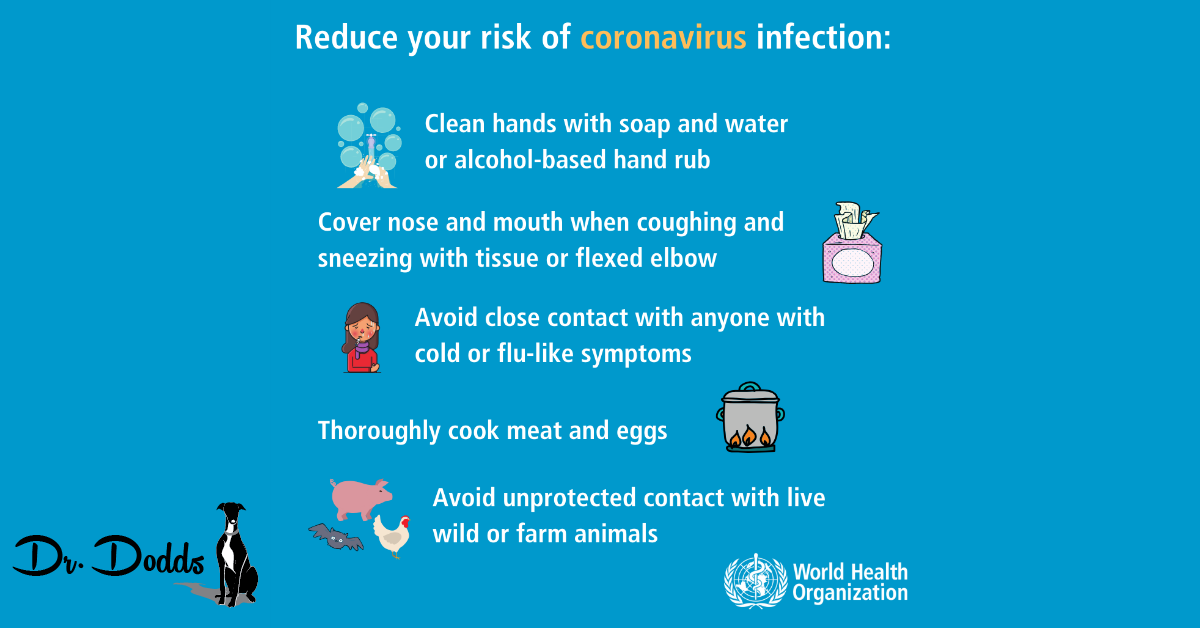 Reduce your risk of coronavirus infection:
Clean hands with soap and water
or alcohol-based hand rub
Cover nose and mouth when coughing and
sneezing with tissue or flexed elbow
Avoid close contact with anyone with
cold or flu-like symptoms
Thoroughly cook meat and eggs
Avoid unprotected contact with live
wild or farm animals
Dr. Dodds
World Health
Organization